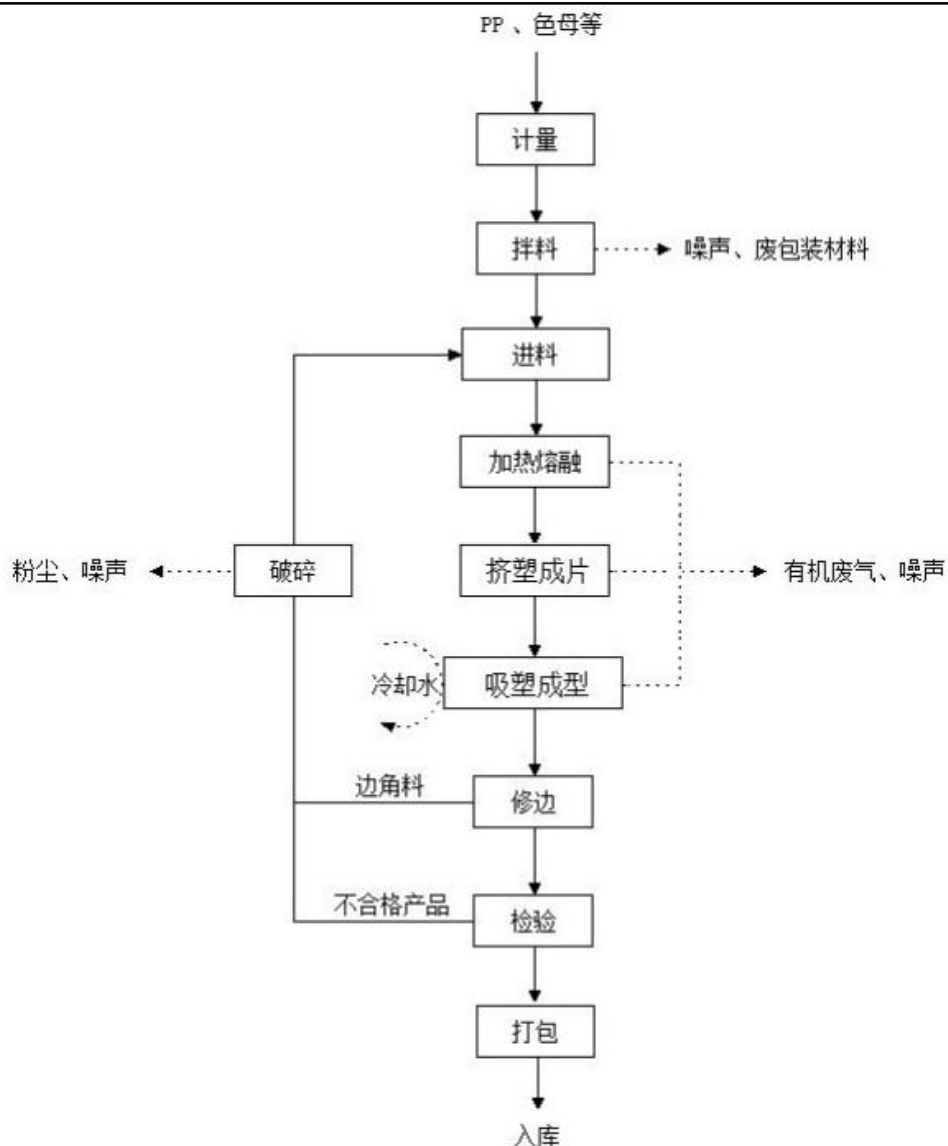 PP 、色母等
计量
拌料
噪声、废包装材料
进料
加热熔融
粉尘、噪声
破碎
挤塑成片
有机废气、噪声
冷却水
吸塑成型
边角料
修边
不合格产品
检验
打包
入库